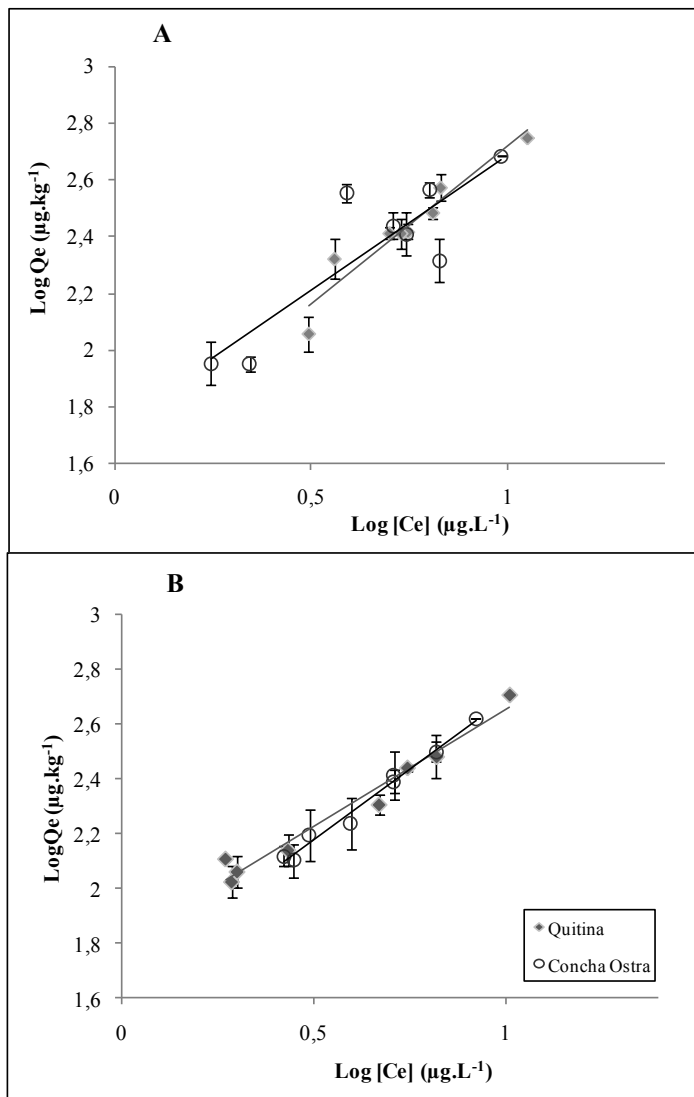 A
3
2,8
2,6
2,4
2,2
2
1,8
1,6
Log Qe (µg.kg-1)
0
0,5
1
Log [Ce] (µg.L-1)
B
3
2,8
2,6
2,4
2,2
2
1,8
1,6
LogQe (µg.kg-1)
Quitina
Concha Ostra
0
0,5
1
Log [Ce] (µg.L-1)